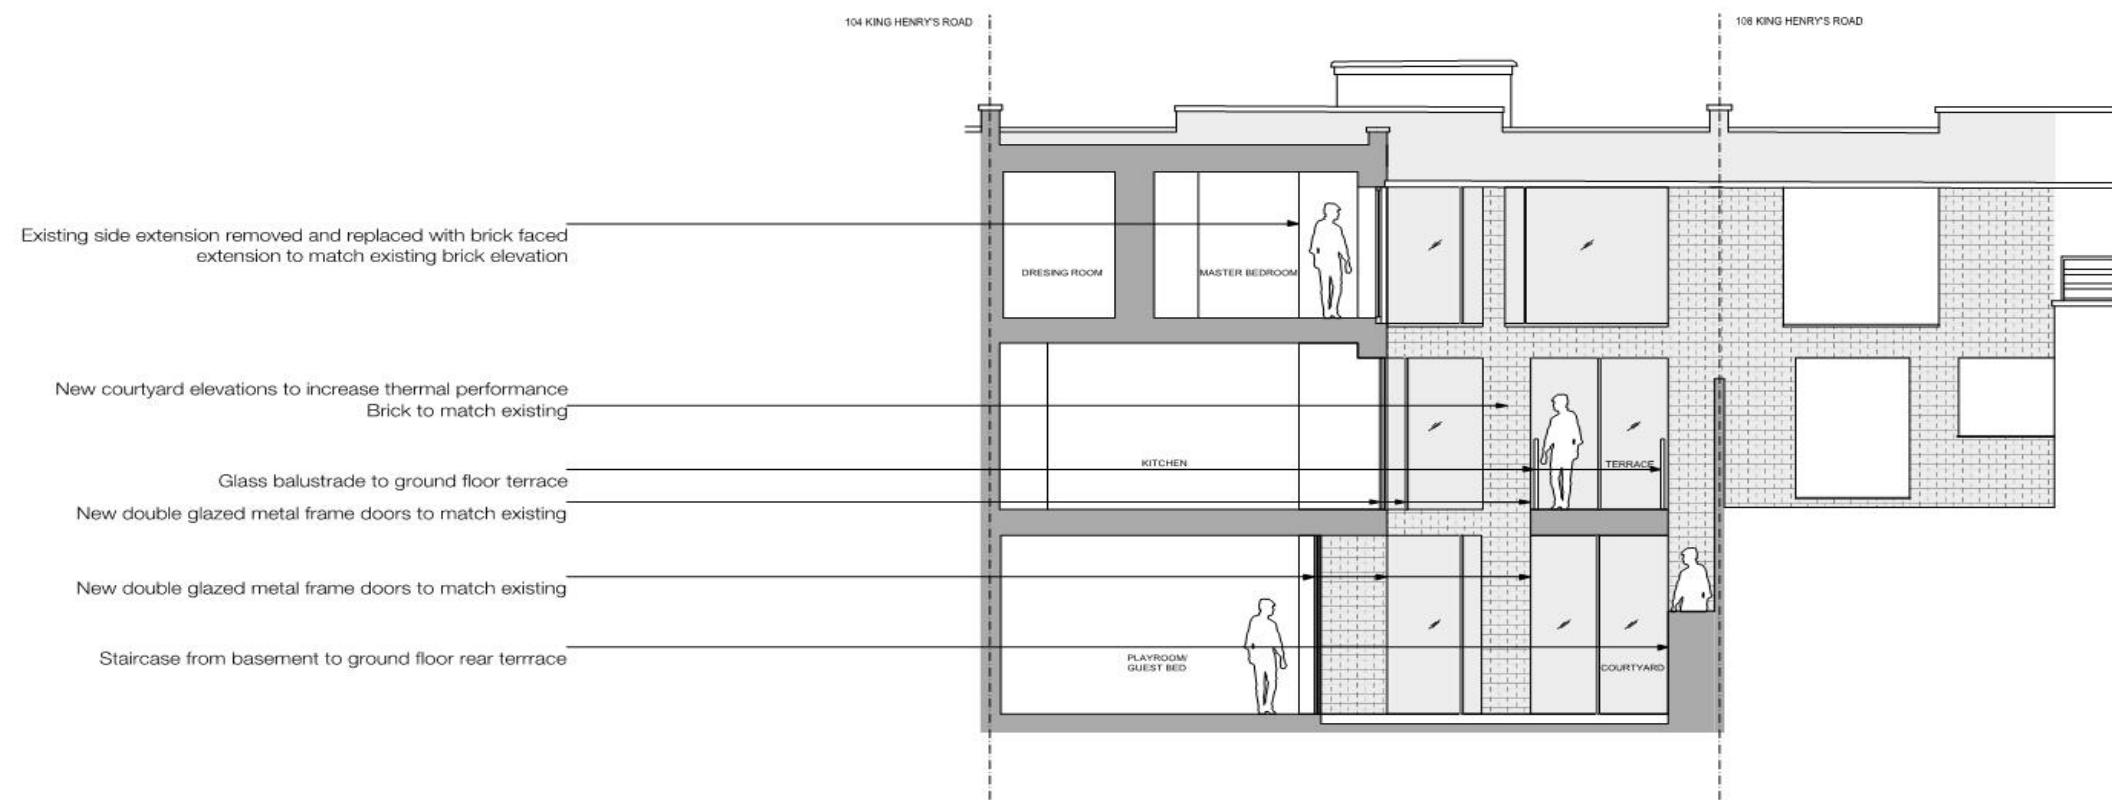 104 KING HENRY'S ROAD
108 KING HENRY'S ROAD
Existing side extension removed and replaced with brick faced
extension to match existing brick elevation
DRESING ROOM
MASTER BEDROOM
New courtyard elevations to increase thermal performance
Brick to match existing
KITCHEN
TERRACE
Glass balustrade to ground floor terrace
New double glazed metal frame doors to match existing
New double glazed metal frame doors to match existing
Staircase from basement to ground floor rear terrrace
PLAYROOM/
GUEST BED
COURTYARD